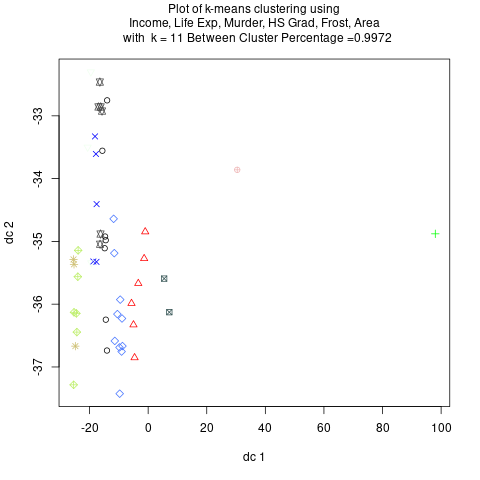 Plot of k-means clustering using
Income, Life Exp, Murder, HS Grad, Frost, Area
with k = 11 Between Cluster Percentage =0.9972
-33
-34
-35
-36
-37
dc 2
-20 0 20 40 60 80 100
dc 1